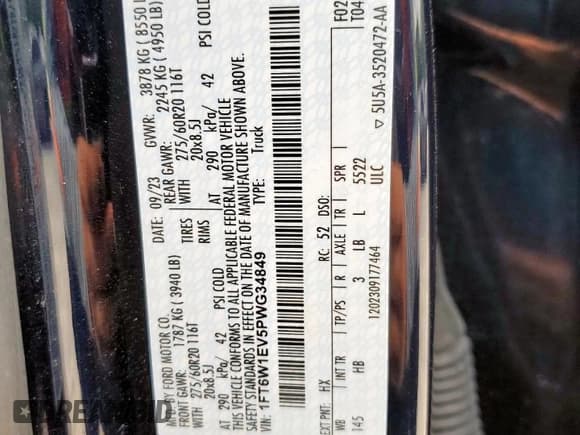 MFD BY FORD MOTOR CO.
DATE: 09/23 GVWR: 3878 KG ( 8550 LB
FRONT GAWR: 1787 KG ( 3940 LB) REAR GAWR: 2245 KG ( 4950 LB)
WITH 275/60R20 116T TIRES WITH 275/60R20 116T
20x8.5J RIMS 20x8.5J
AT 290 kPa/ 42 PSI COLD AT 290 kPa/ 42 PSI COLD
THIS VEHICLE CONFORMS TO ALL APPLICABLE FEDERAL MOTOR VEHICLE
SAFETY STANDARDS IN EFFECT ON THE DATE OF MANUFACTURE SHOWN ABOVE.
VIN: 1FT6W1EV5PWG34849 TYPE: Truck
F02
T04
EXT PNT: HX RC: 52 DSO:
WB INT TR TP/PS R AXLE TR SPR
145 HB 3 LB L 5522
1202309177464 ULC
▽ 5U5A-3520472-AA